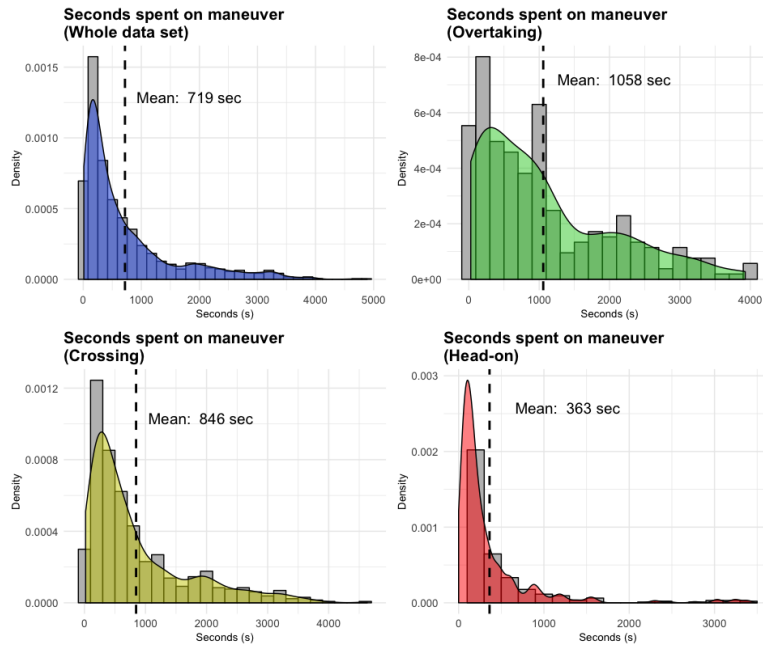 Seconds spent on maneuver
(Whole data set)
Density
0.0015
0.0010
0.0005
0.0000
Mean: 719 sec
0
1000
2000
3000
4000
5000
Seconds (s)
Seconds spent on maneuver
(Overtaking)
Density
8e-04
6e-04
4e-04
2e-04
0e+00
Mean: 1058 sec
0
1000
2000
3000
4000
Seconds (s)
Seconds spent on maneuver
(Crossing)
Density
0.0012
0.0008
0.0004
0.0000
Mean: 846 sec
0
1000
2000
3000
4000
Seconds (s)
Seconds spent on maneuver
(Head-on)
Density
0.003
0.002
0.001
0.000
Mean: 363 sec
0
1000
2000
3000
Seconds (s)